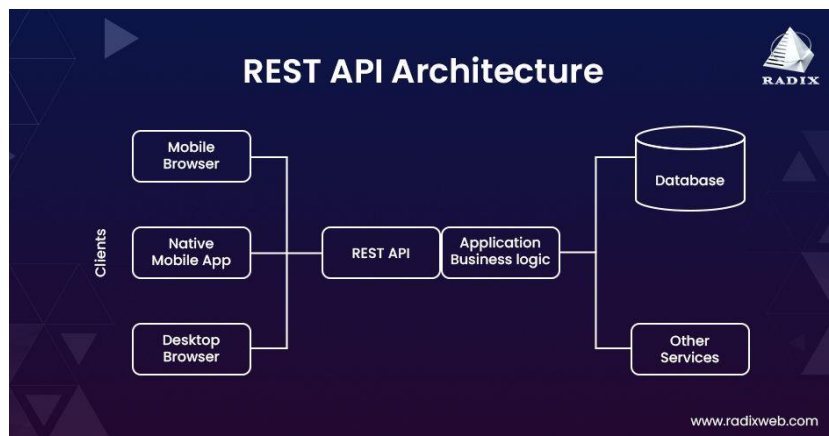 REST API Architecture
RADIX
Mobile
Browser
Database
Clients
Native
Mobile App
REST API
Application
Business logic
Desktop
Browser
Other
Services
www.radixweb.com